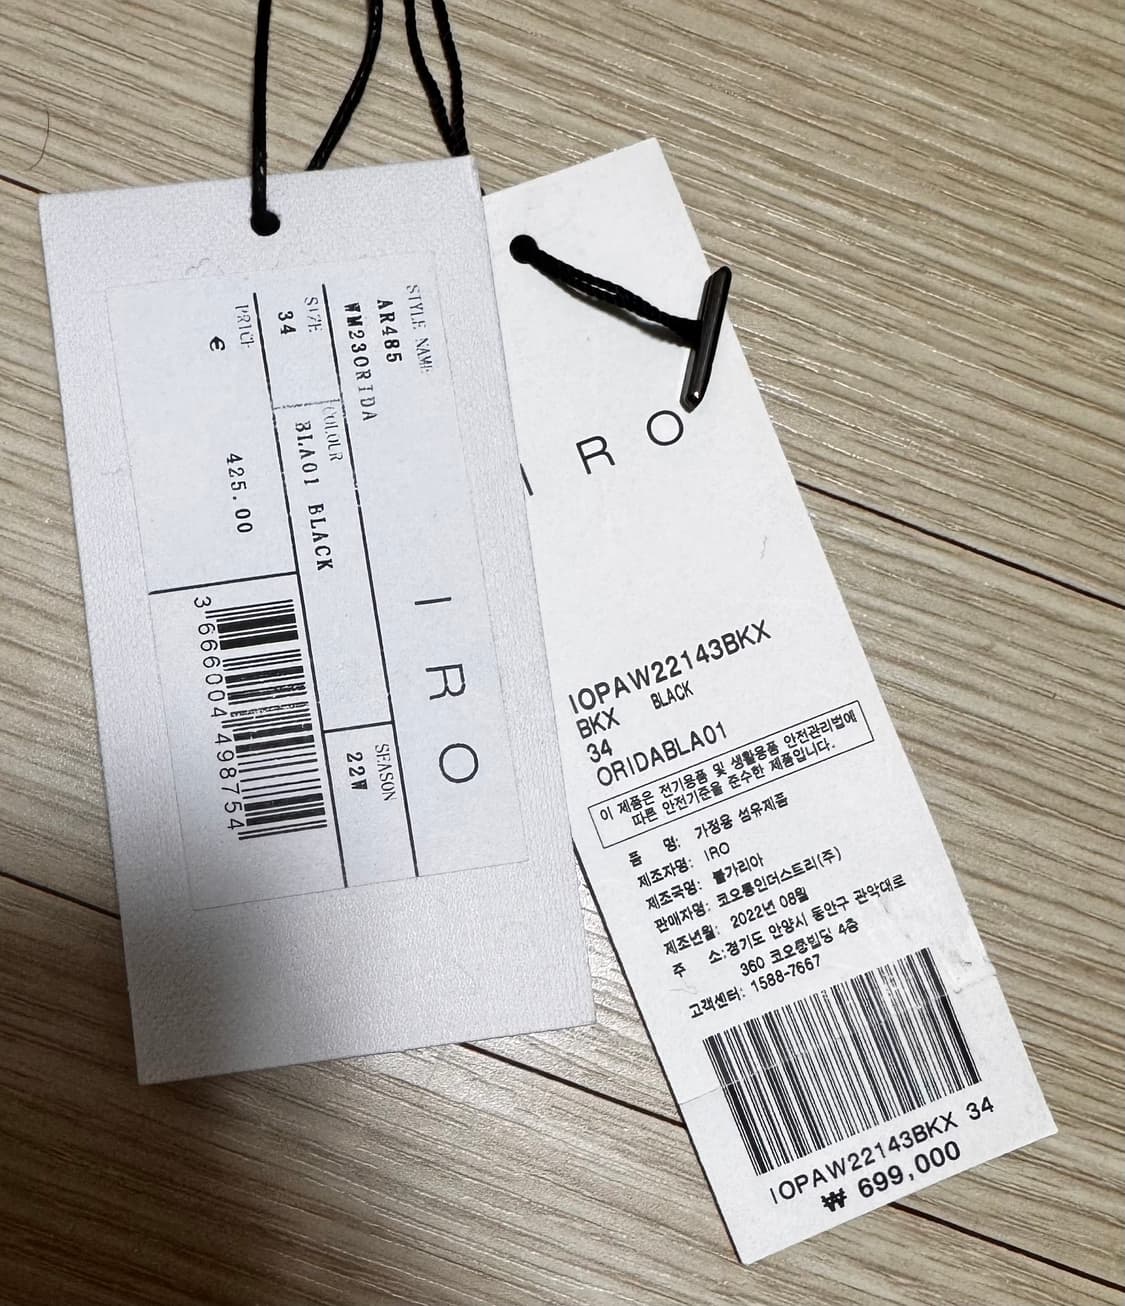 STYLE NAME
AR485
WM23ORIDA
I R O
SIZE
34
COLOUR
BLA01 BLACK
SEASON
22W
PRICE
€ 425.00
3 666004 498754
I R O
IOPAW22143BKX
BKX BLACK
34
ORIDABLA01
이 제품은 전기용품 및 생활용품 안전관리법에
따른 안전기준을 준수한 제품입니다.
품 명: 가정용 섬유제품
제조자명: IRO
제조국명: 불가리아
판매자명: 코오롱인더스트리(주)
제조년월: 2022년 08월
주 소:경기도 안양시 동안구 관악대로
360 코오롱빌딩 4층
고객센터: 1588-7667
IOPAW22143BKX 34
₩ 699,000